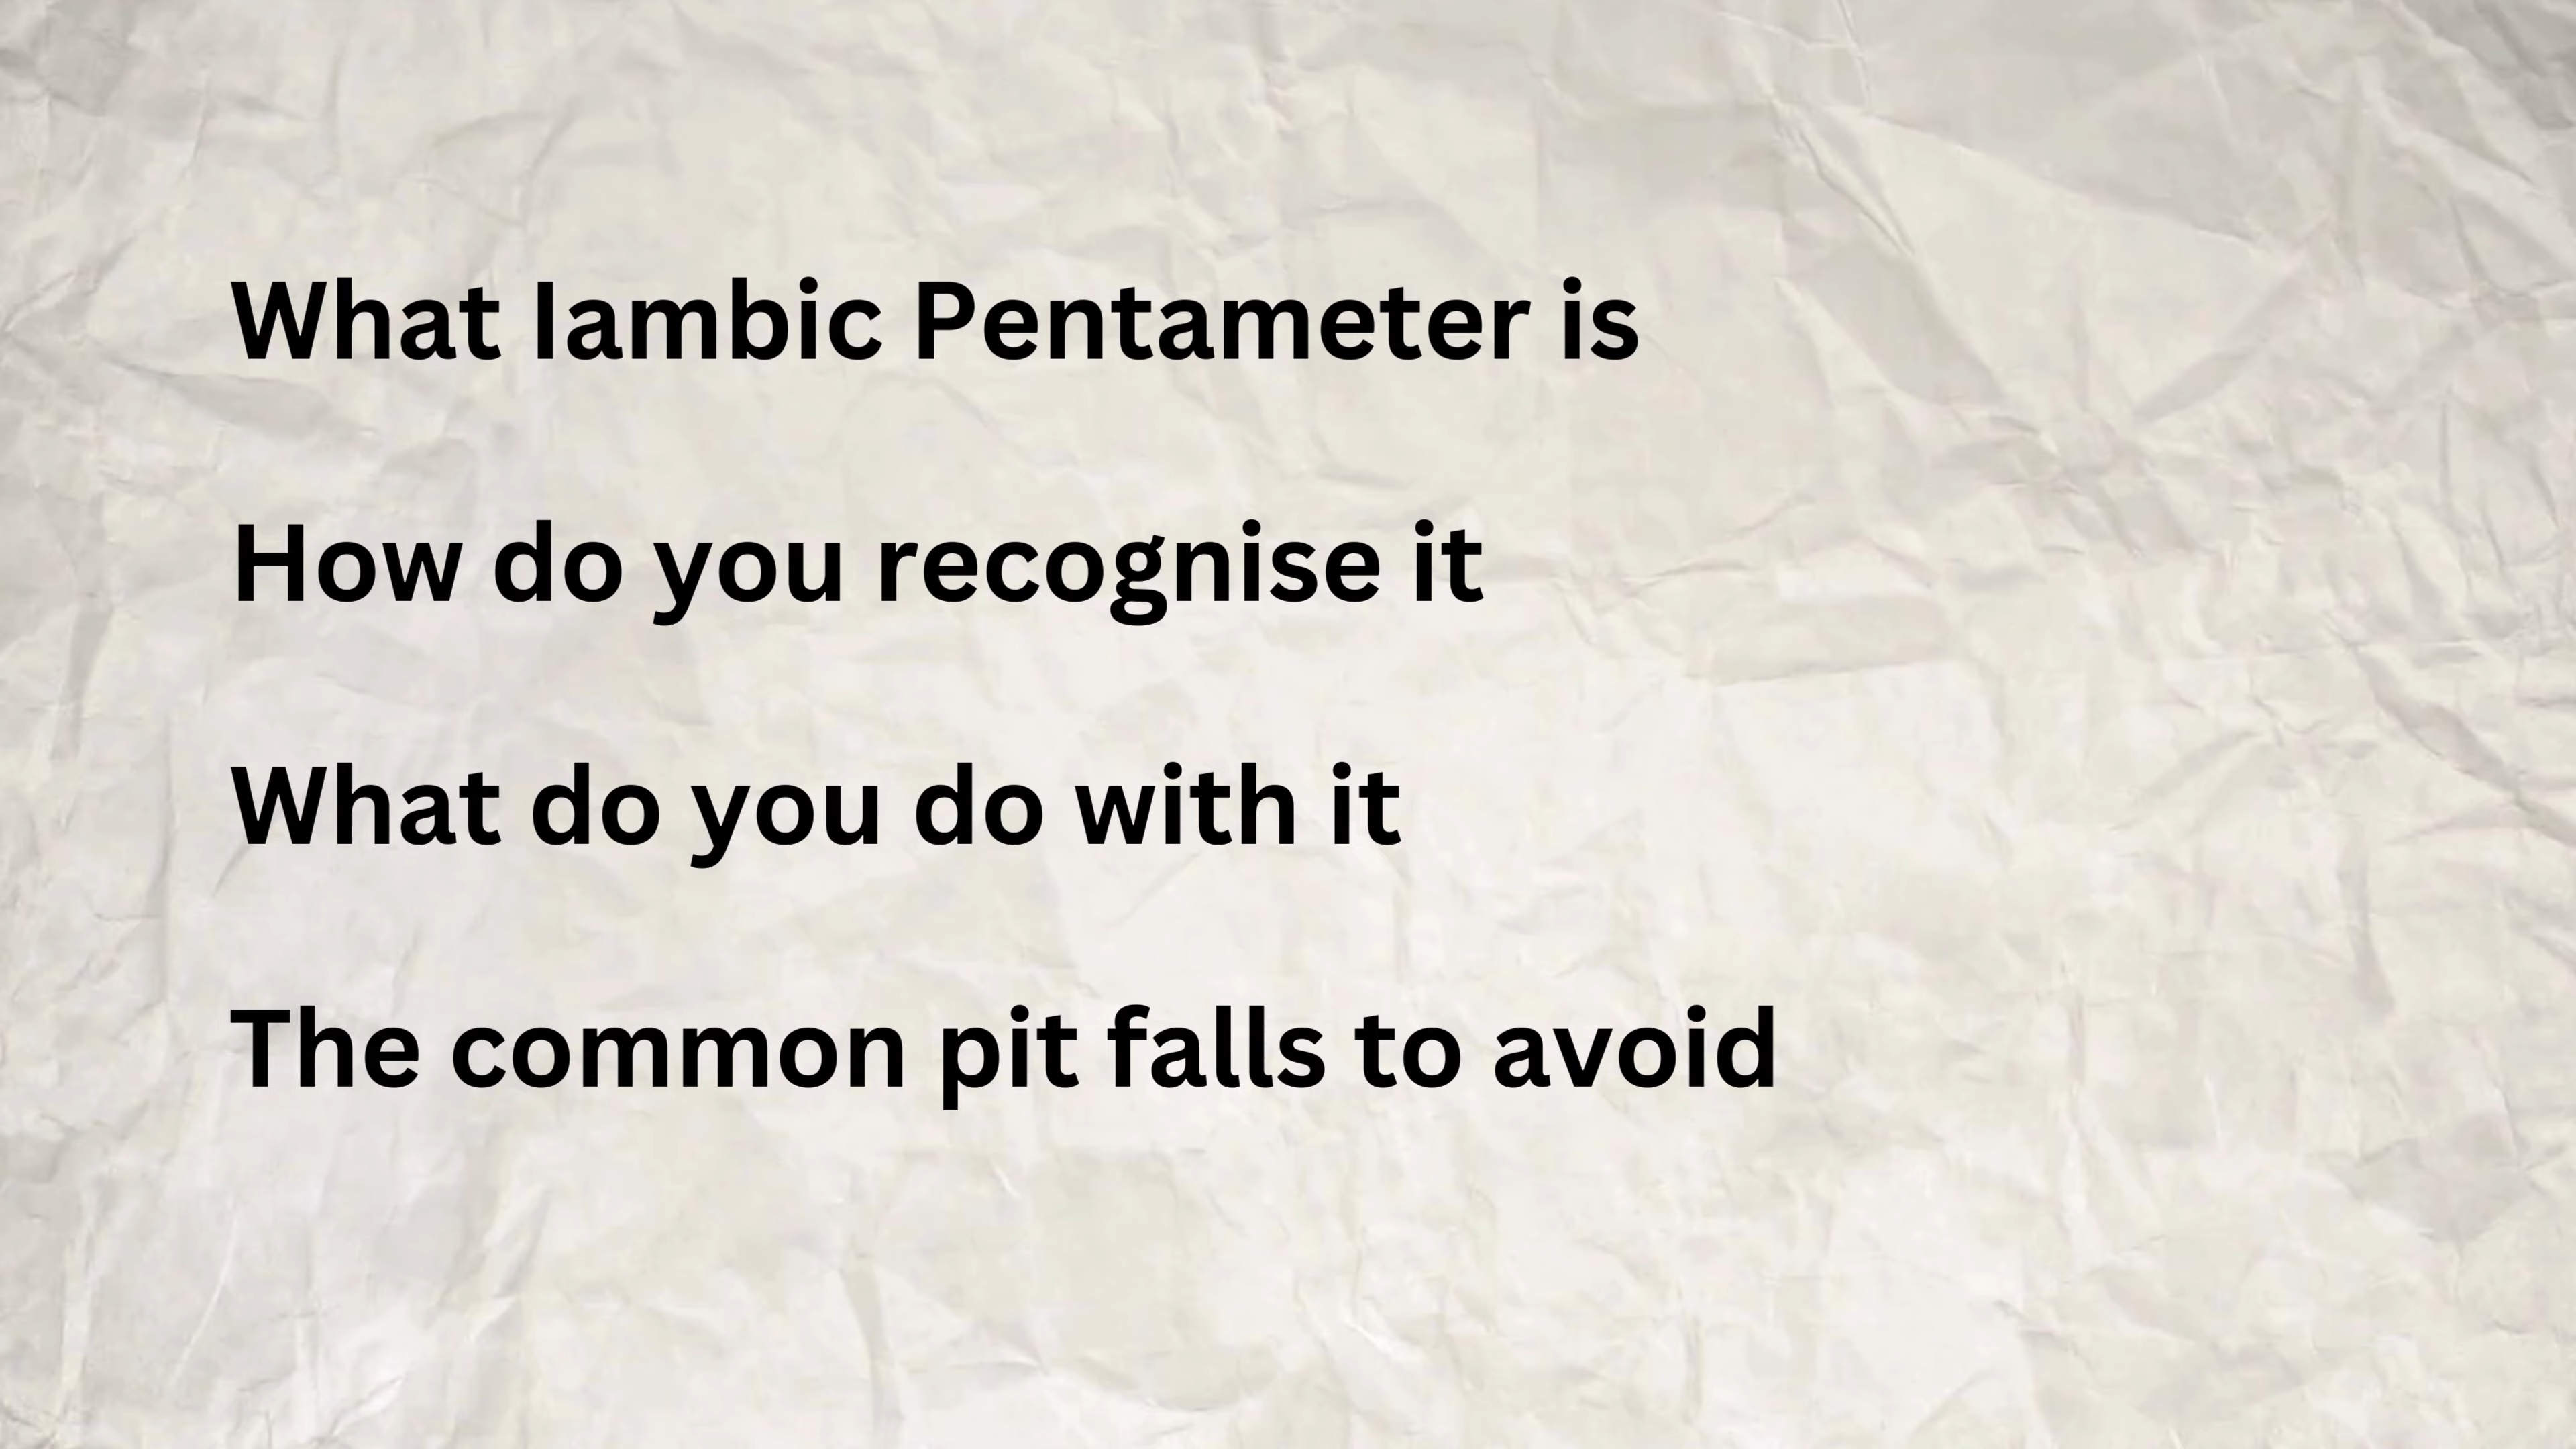 What Iambic Pentameter is
How do you recognise it
What do you do with it
The common pit falls to avoid